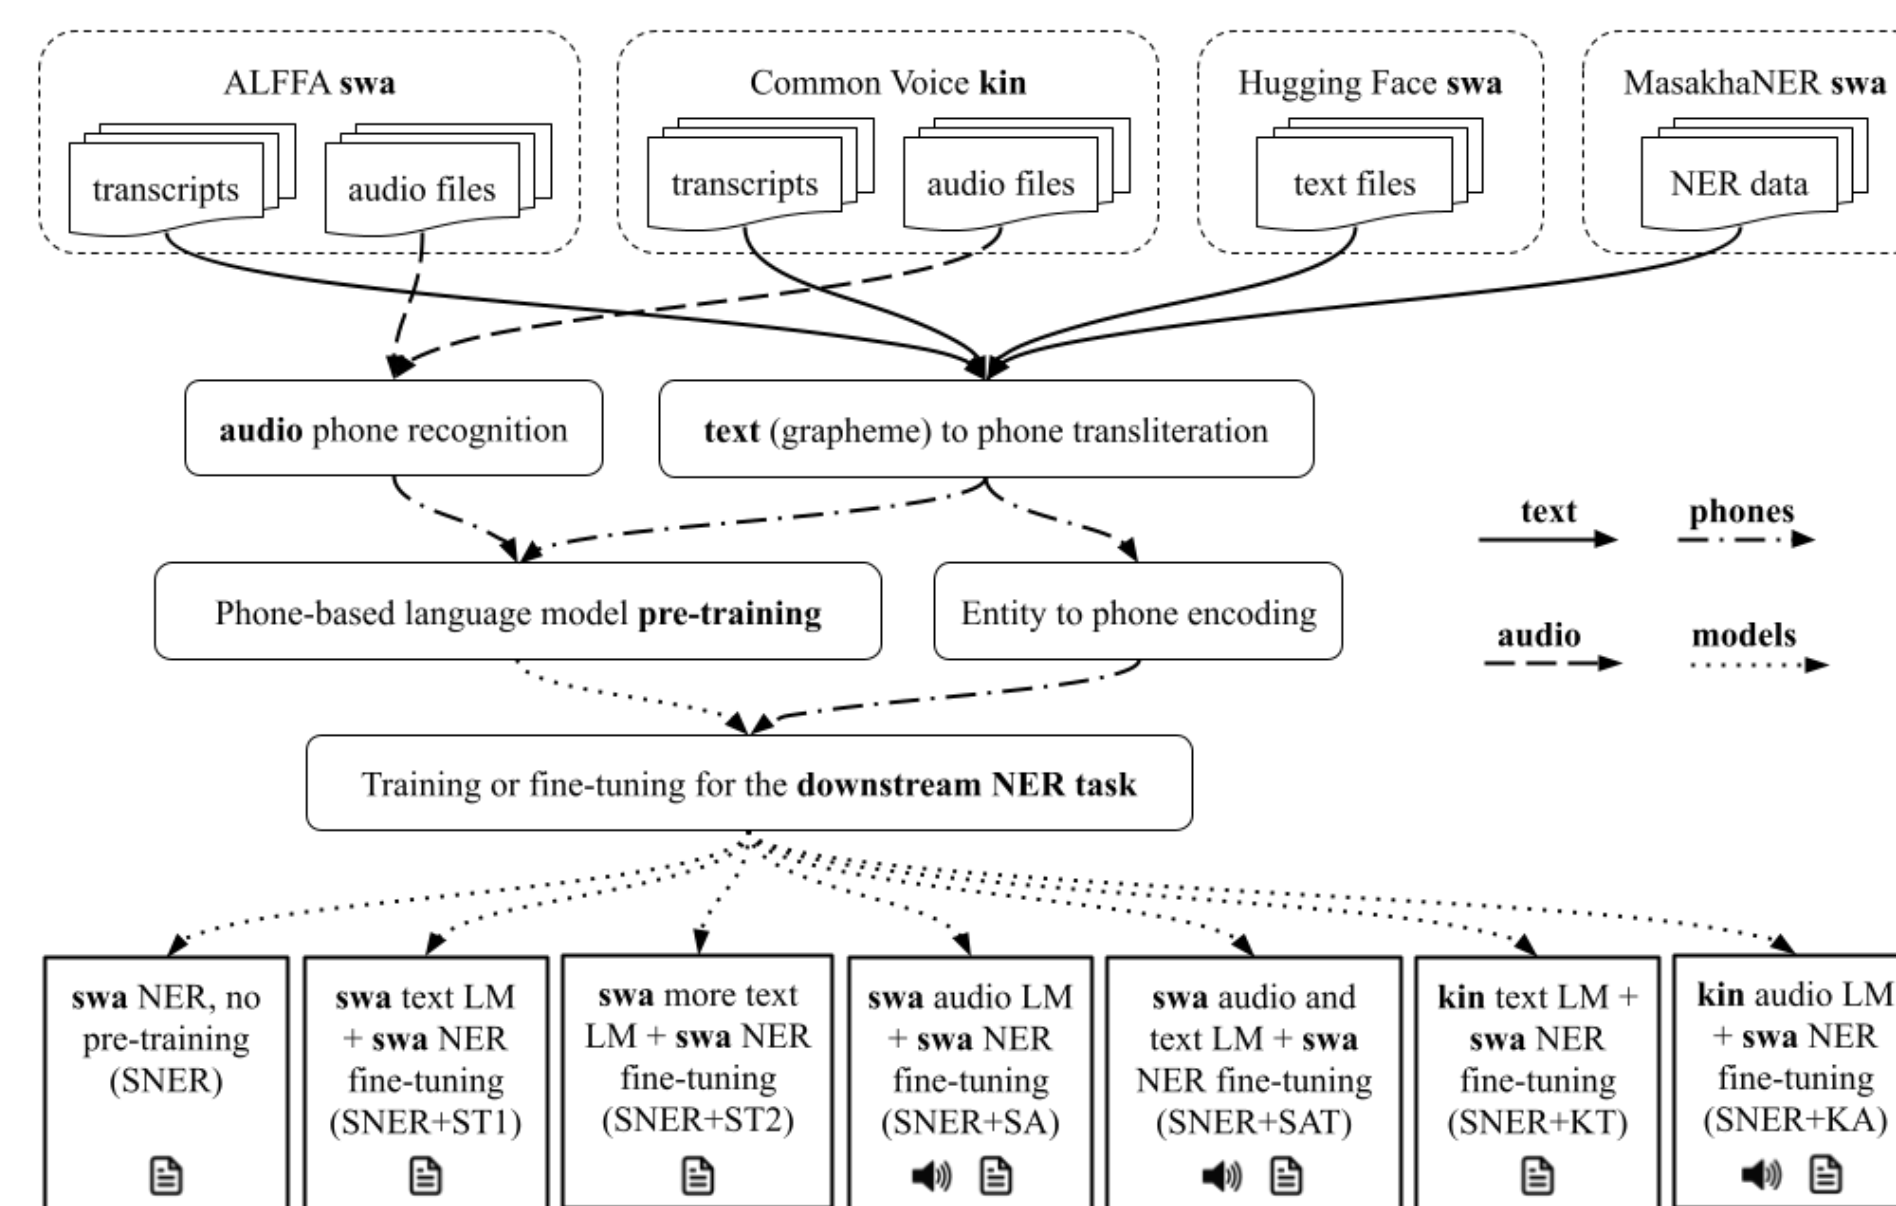 ALFFA swa
transcripts
audio files
Common Voice kin
transcripts
audio files
Hugging Face swa
text files
MasakhaNER swa
NER data
audio phone recognition
text (grapheme) to phone transliteration
text
phones
Phone-based language model pre-training
Entity to phone encoding
audio
models
Training or fine-tuning for the downstream NER task
swa NER, no
pre-training
(SNER)
swa text LM
+ swa NER
fine-tuning
(SNER+ST1)
swa more text
LM + swa NER
fine-tuning
(SNER+ST2)
swa audio LM
+ swa NER
fine-tuning
(SNER+SA)
swa audio and
text LM + swa
NER fine-tuning
(SNER+SAT)
kin text LM +
swa NER
fine-tuning
(SNER+KT)
kin audio LM
+ swa NER
fine-tuning
(SNER+KA)